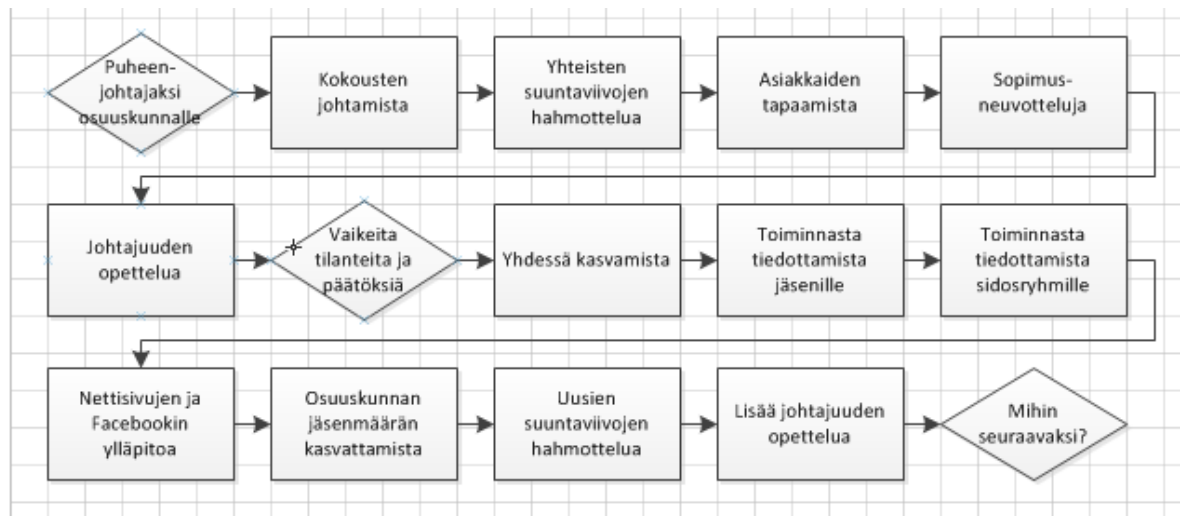 Puheen-
johtajaksi
osuuskunnalle
Kokousten
johtamista
Yhteisten
suuntaviivojen
hahmottelua
Asiakkaiden
tapaamista
Sopimus-
neuvotteluja
Johtajuuden
opettelua
Vaikeita
tilanteita ja
päätöksiä
Yhdessä kasvamista
Toiminnasta
tiedottamista
jäsenille
Toiminnasta
tiedottamista
sidosryhmille
Nettisivujen ja
Facebookin
ylläpitoa
Osuuskunnan
jäsenmäärän
kasvattamista
Uusien
suuntaviivojen
hahmottelua
Lisää johtajuuden
opettelua
Mihin
seuraavaksi?